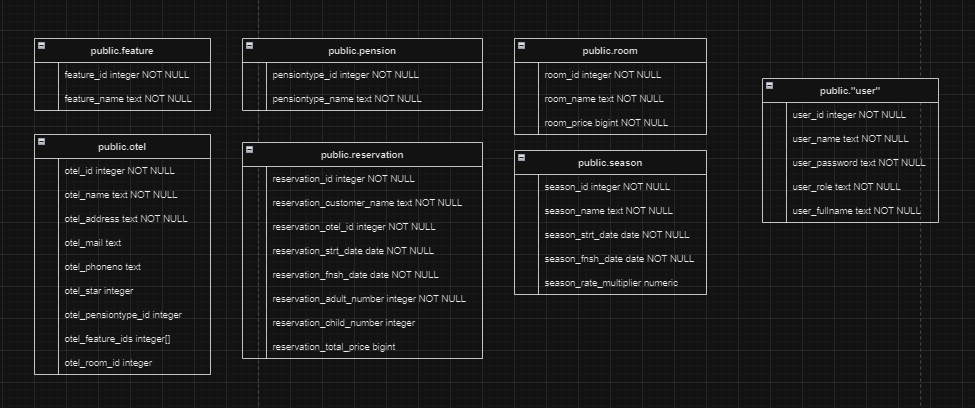 public.feature
feature_id integer NOT NULL
feature_name text NOT NULL
public.pension
pensiontype_id integer NOT NULL
pensiontype_name text NOT NULL
public.room
room_id integer NOT NULL
room_name text NOT NULL
room_price bigint NOT NULL
public."user"
user_id integer NOT NULL
user_name text NOT NULL
user_password text NOT NULL
user_role text NOT NULL
user_fullname text NOT NULL
public.otel
otel_id integer NOT NULL
otel_name text NOT NULL
otel_address text NOT NULL
otel_mail text
otel_phoneno text
otel_star integer
otel_pensiontype_id integer
otel_feature_ids integer[]
otel_room_id integer
public.reservation
reservation_id integer NOT NULL
reservation_customer_name text NOT NULL
reservation_otel_id integer NOT NULL
reservation_strt_date date NOT NULL
reservation_fnsh_date date NOT NULL
reservation_adult_number integer NOT NULL
reservation_child_number integer
reservation_total_price bigint
public.season
season_id integer NOT NULL
season_name text NOT NULL
season_strt_date date NOT NULL
season_fnsh_date date NOT NULL
season_rate_multiplier numeric